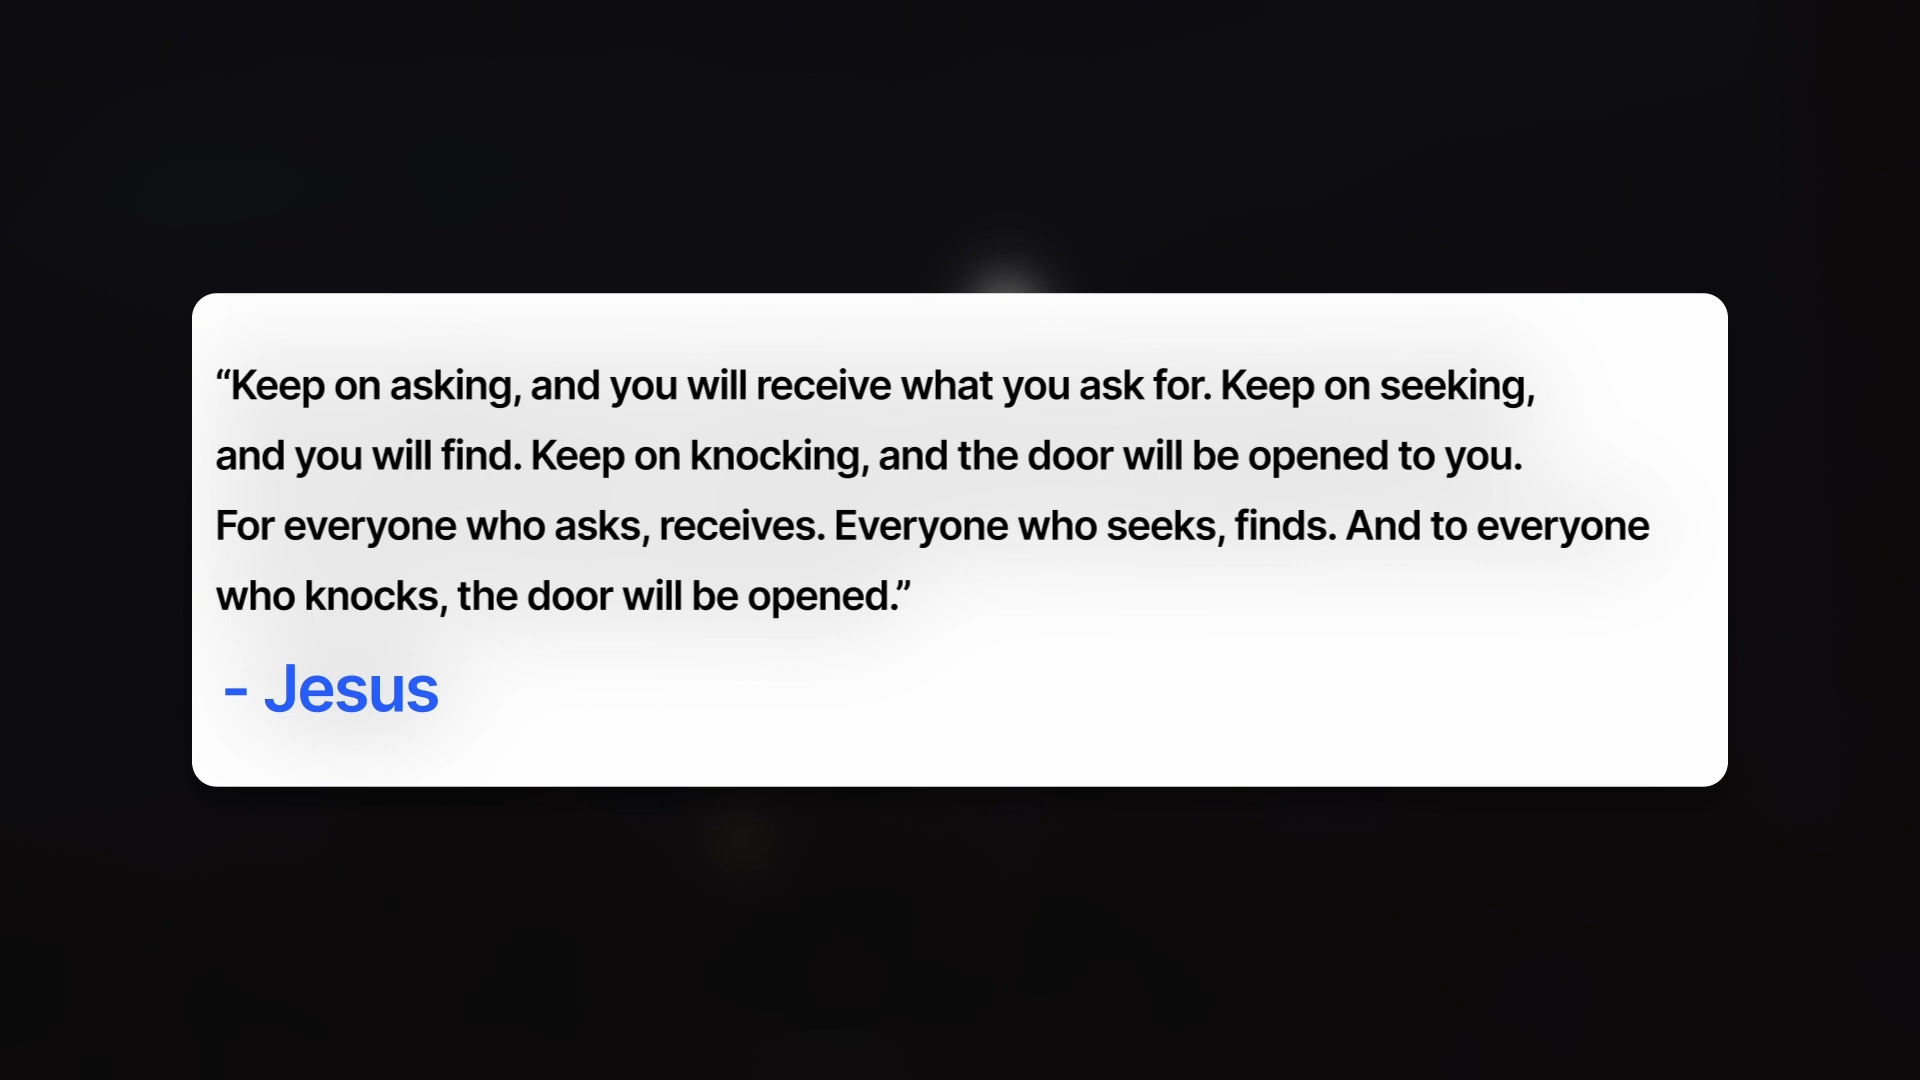 “Keep on asking, and you will receive what you ask for. Keep on seeking,
and you will find. Keep on knocking, and the door will be opened to you.
For everyone who asks, receives. Everyone who seeks, finds. And to everyone
who knocks, the door will be opened.”
- Jesus